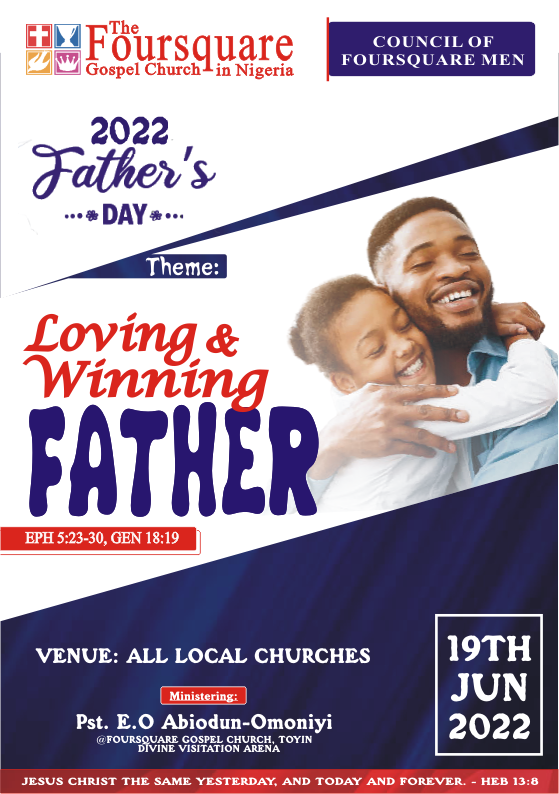 The
Foursquare
Gospel Church in Nigeria
COUNCIL OF
FOURSQUARE MEN
2022
Father's
DAY
Theme:
Loving &
Winning
FATHER
EPH 5:23-30, GEN 18:19
VENUE: ALL LOCAL CHURCHES
Ministering:
Pst. E.O Abiodun-Omoniyi
@FOURSQUARE GOSPEL CHURCH, TOYIN
DIVINE VISITATION ARENA
19TH
JUN
2022
JESUS CHRIST THE SAME YESTERDAY, AND TODAY AND FOREVER. - HEB 13:8